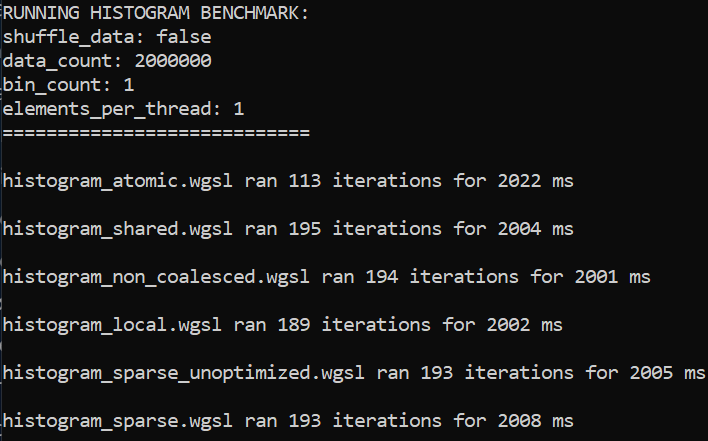 RUNNING HISTOGRAM BENCHMARK:
shuffle_data: false
data_count: 2000000
bin_count: 1
elements_per_thread: 1
============================
histogram_atomic.wgsl ran 113 iterations for 2022 ms
histogram_shared.wgsl ran 195 iterations for 2004 ms
histogram_non_coalesced.wgsl ran 194 iterations for 2001 ms
histogram_local.wgsl ran 189 iterations for 2002 ms
histogram_sparse_unoptimized.wgsl ran 193 iterations for 2005 ms
histogram_sparse.wgsl ran 193 iterations for 2008 ms